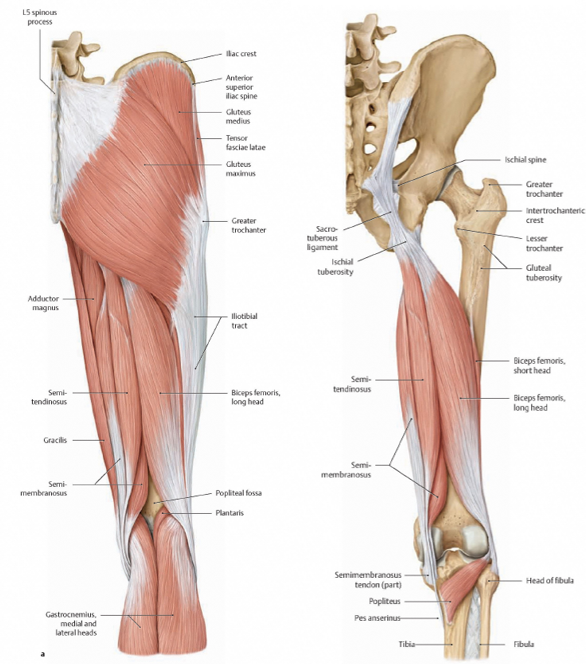 L5 spinous
process
Iliac crest
Anterior
superior
iliac spine
Gluteus
medius
Tensor
fasciae latae
Gluteus
maximus
Greater
trochanter
Adductor
magnus
Iliotibial
tract
Semi-
tendinosus
Biceps femoris,
long head
Gracilis
Semi-
membranosus
Popliteal fossa
Plantaris
Gastrocnemius,
medial and
lateral heads
a
Ischial spine
Greater
trochanter
Intertrochanteric
crest
Lesser
trochanter
Gluteal
tuberosity
Sacro-
tuberous
ligament
Ischial
tuberosity
Biceps femoris,
short head
Semi-
tendinosus
Biceps femoris,
long head
Semi-
membranosus
Semimembranosus
tendon (part)
Head of fibula
Popliteus
Pes anserinus
Tibia
Fibula